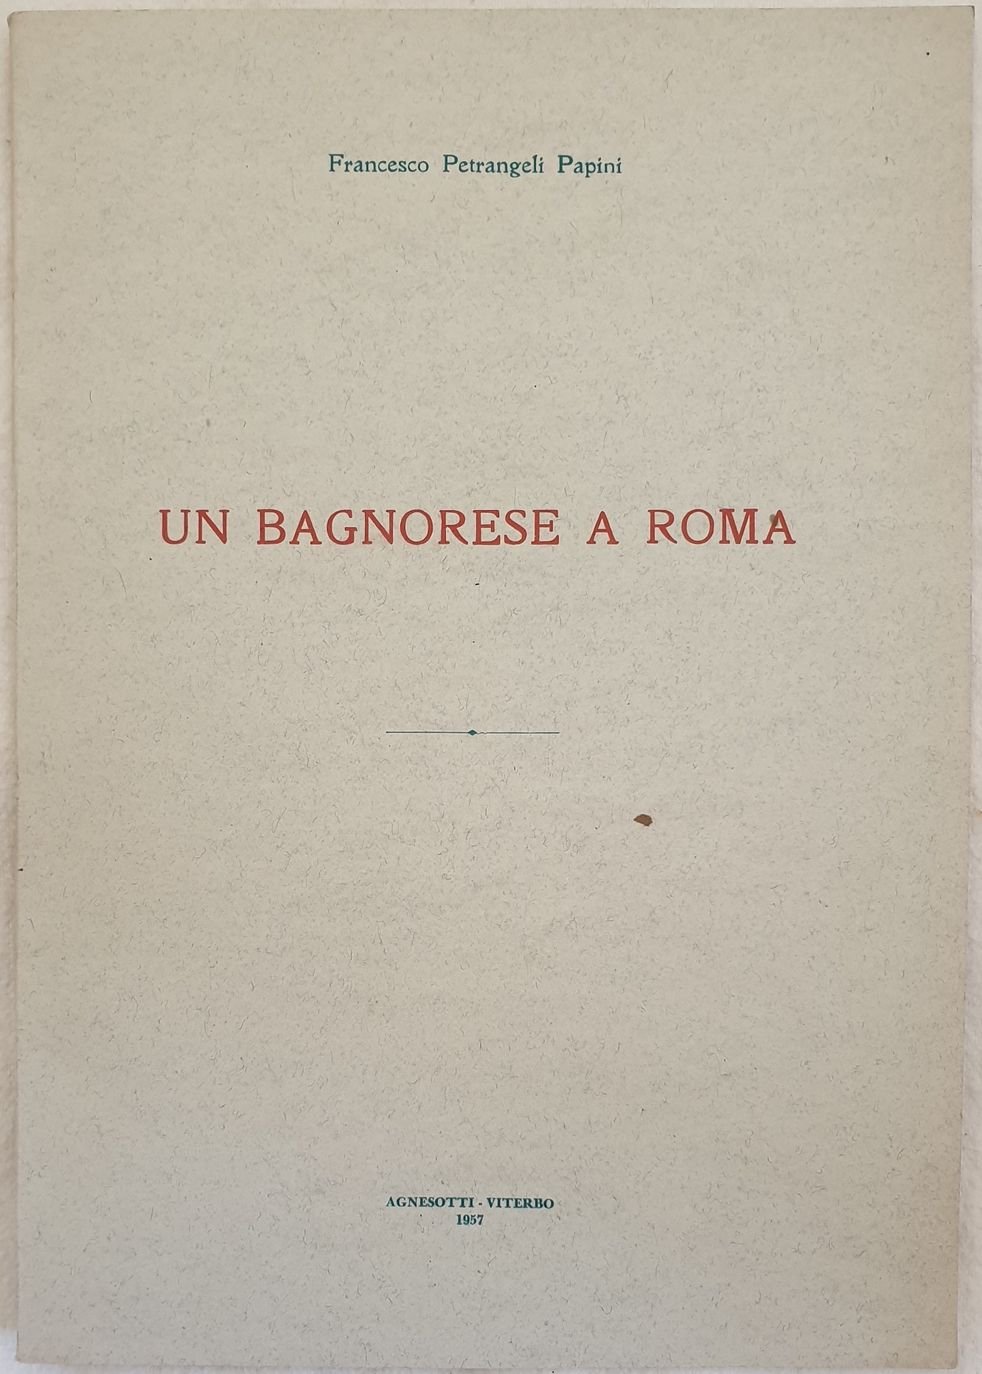 Francesco Petrangeli Papini
UN BAGNORESE A ROMA
AGNESOTTI - VITERBO
1957